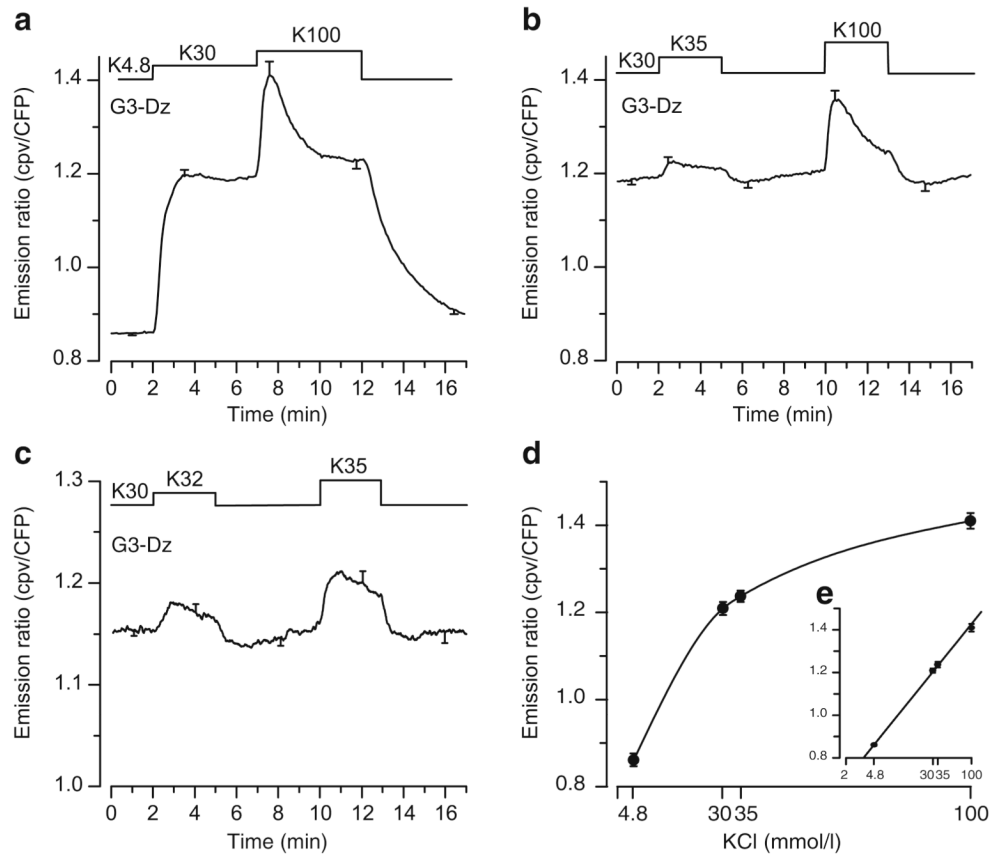 a
K4.8 K30 K100
G3-Dz
Emission ratio (cpv/CFP)
1.4
1.2
1.0
0.8
0 2 4 6 8 10 12 14 16
Time (min)
b
K30 K35 K100
G3-Dz
Emission ratio (cpv/CFP)
1.4
1.2
1.0
0.8
0 2 4 6 8 10 12 14 16
Time (min)
c
K30 K32 K35
G3-Dz
Emission ratio (cpv/CFP)
1.3
1.2
1.1
1.0
0 2 4 6 8 10 12 14 16
Time (min)
d
Emission ratio (cpv/CFP)
1.4
1.2
1.0
0.8
4.8 30 35 100
KCl (mmol/l)
e
1.4
1.2
1.0
0.8
2 4.8 30 35 100